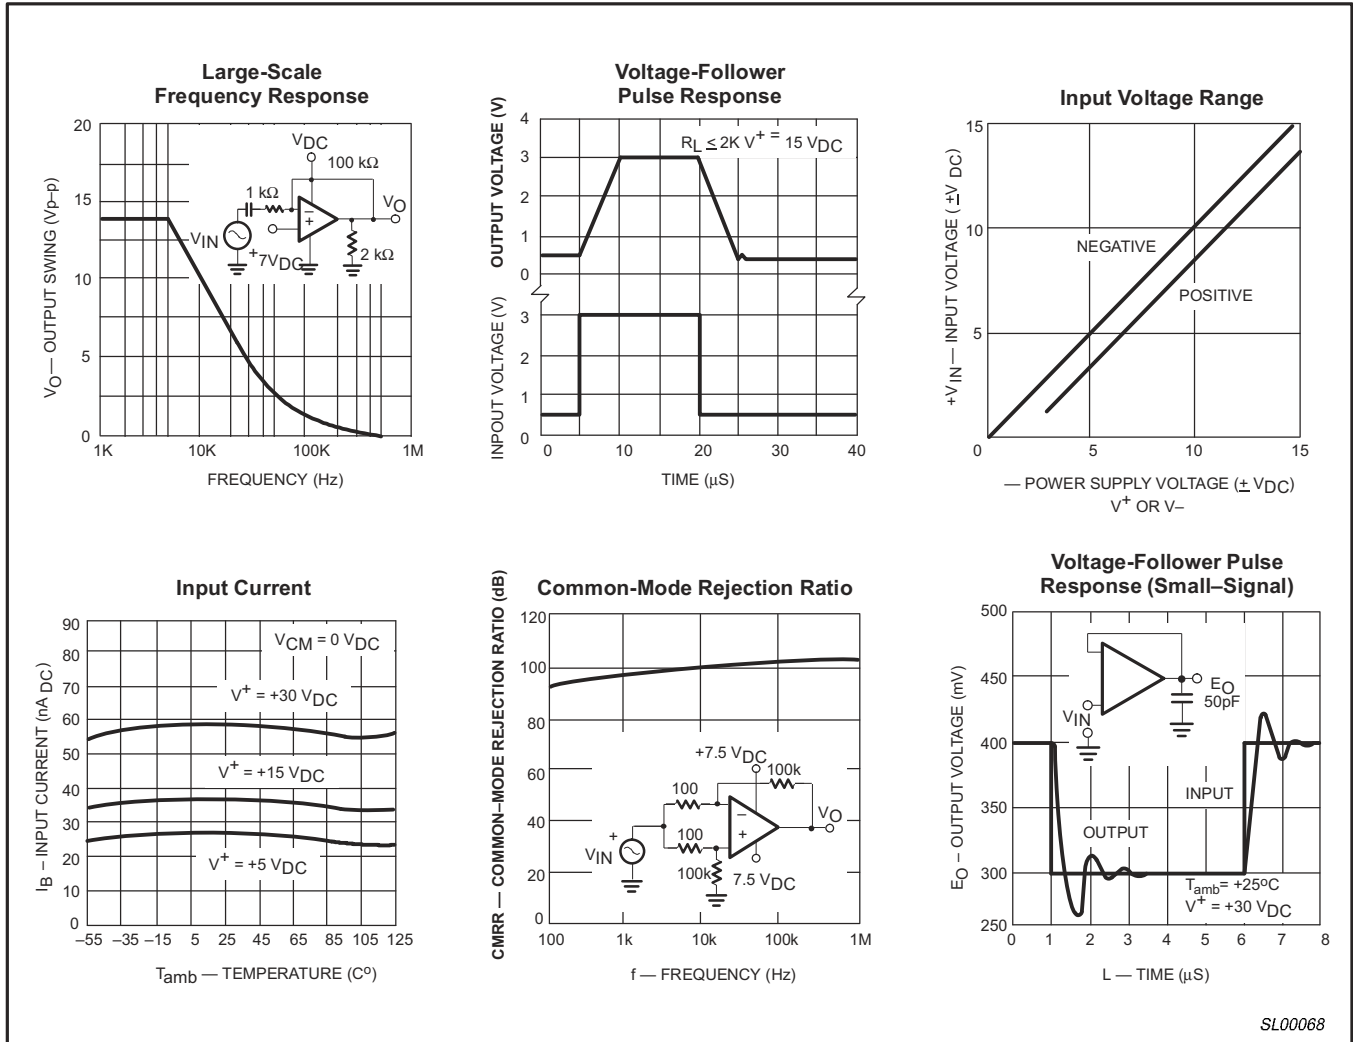 Large-Scale
Frequency Response
VO — OUTPUT SWING (Vp–p)
20
15
10
5
0
1K
10K
100K
1M
FREQUENCY (Hz)
VDC
100 kΩ
1 kΩ
VIN
+7VDC
VO
2 kΩ
–
+
Voltage-Follower
Pulse Response
OUTPUT VOLTAGE (V)
4
3
2
1
0
RL ≤ 2K V+ = 15 VDC
INPOUT VOLTAGE (V)
3
2
1
0
0
10
20
30
40
TIME (µS)
Input Voltage Range
+VIN — INPUT VOLTAGE ( ±V DC)
15
10
5
0
5
10
15
NEGATIVE
POSITIVE
— POWER SUPPLY VOLTAGE (± VDC)
V+ OR V–
Input Current
IB – INPUT CURRENT (nA DC)
90
80
70
60
50
40
30
20
10
0
VCM = 0 VDC
V+ = +30 VDC
V+ = +15 VDC
V+ = +5 VDC
–55 –35 –15 5 25 45 65 85 105 125
Tamb — TEMPERATURE (Cº)
Common-Mode Rejection Ratio
CMRR — COMMON–MODE REJECTION RATIO (dB)
120
100
80
60
40
20
0
+7.5 VDC
100k
100
100
100k
+
VIN
–
+
VO
7.5 VDC
100
1k
10k
100k
1M
f — FREQUENCY (Hz)
Voltage-Follower Pulse
Response (Small–Signal)
EO – OUTPUT VOLTAGE (mV)
500
450
400
350
300
250
EO
50pF
VIN
INPUT
OUTPUT
Tamb= +25ºC
V+ = +30 VDC
0 1 2 3 4 5 6 7 8
L — TIME (µS)
SL00068